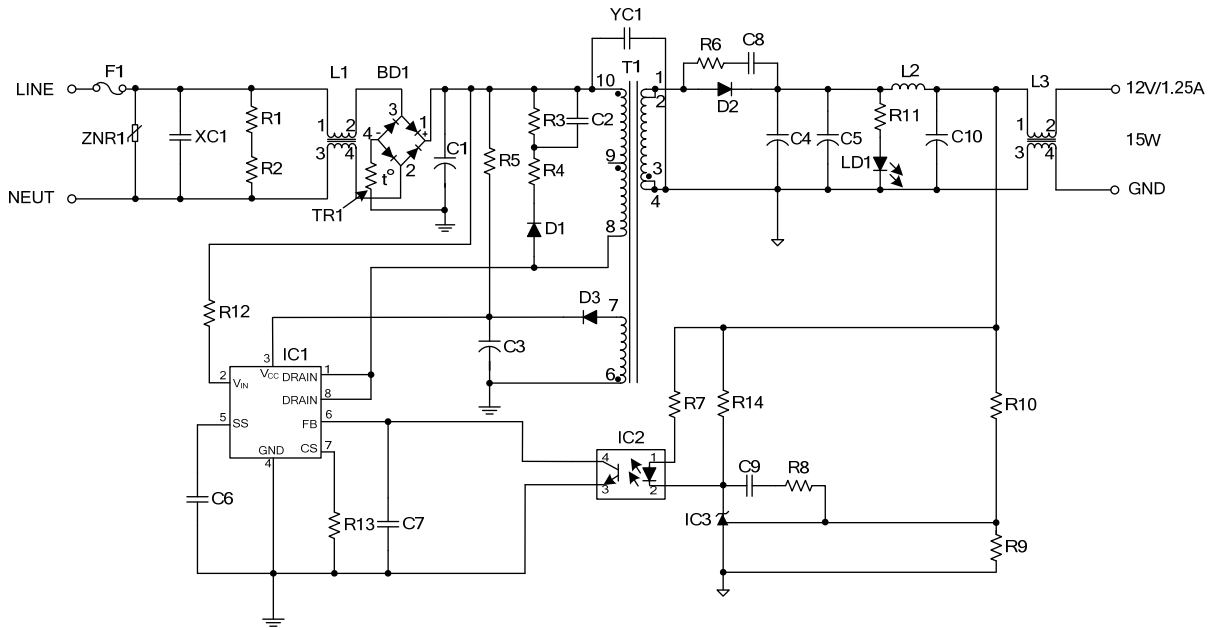 YC1
F1
LINE
L1
BD1
10
T1
1
2
R6
C8
D2
L2
L3
12V/1.25A
ZNR1
XC1
R1
R2
1
2
3
4
3
4
-
1
+
2
t°
TR1
C1
R5
R3
C2
9
R4
D1
8
3
4
C4
C5
R11
LD1
C10
1
2
3
4
15W
NEUT
GND
R12
D3
7
6
C3
IC1
3
VCC
2
VIN
DRAIN
1
DRAIN
8
FB
6
5
SS
CS
7
GND
4
C6
R13
C7
IC2
4
3
1
2
R7
R14
R10
C9
R8
IC3
R9